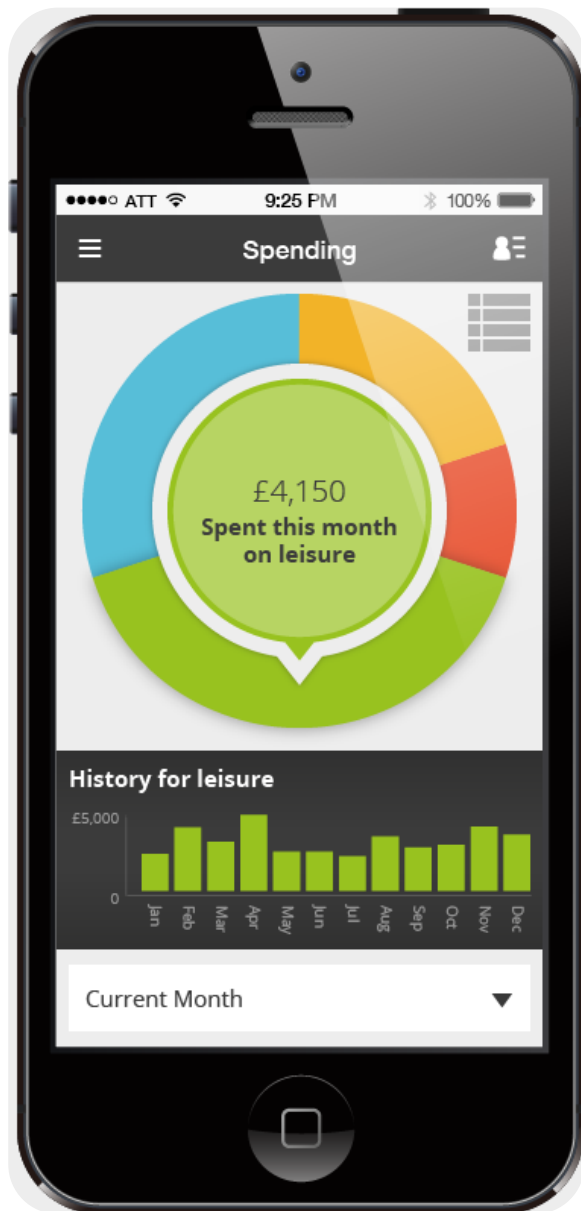 ATT 9:25 PM 100%
Spending
£4,150
Spent this month
on leisure
History for leisure
£5,000
0
Jan Feb Mar Apr May Jun Jul Aug Sep Oct Nov Dec
Current Month